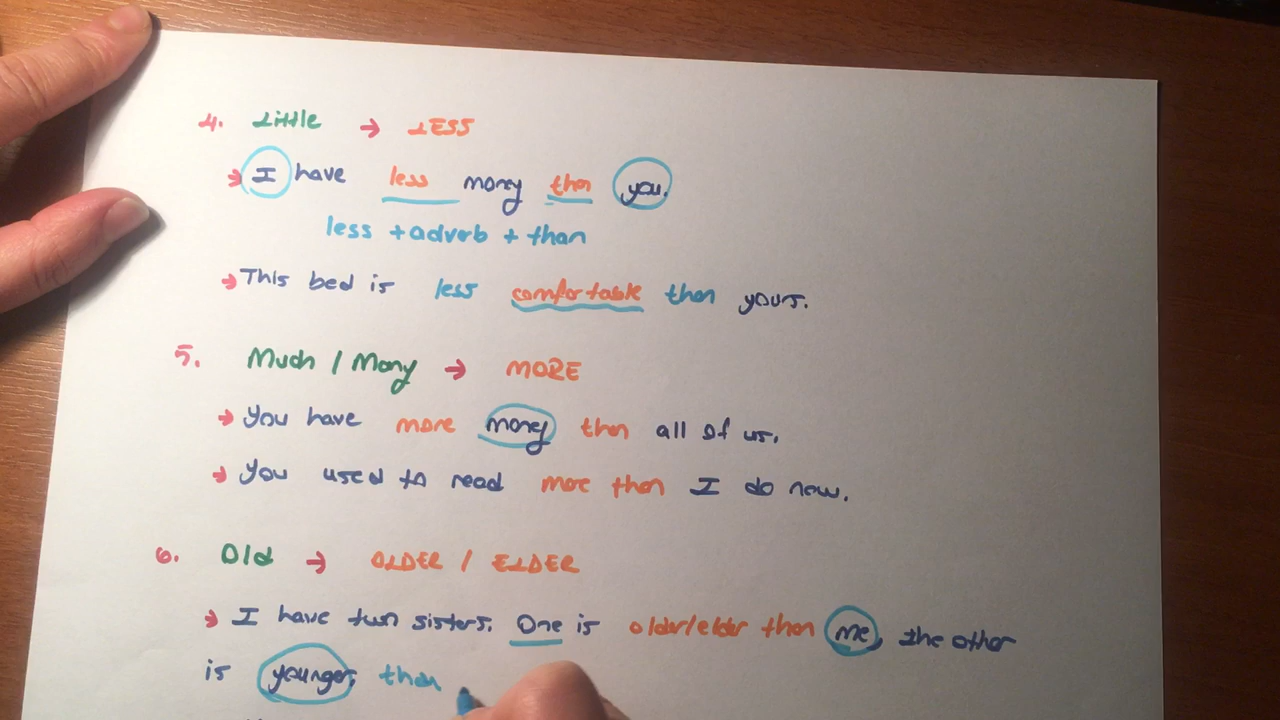 4. Little → LESS
→ I have less money than you.
less + adverb + than
→ This bed is less comfortable than yours.
5. Much / Many → MORE
→ You have more money than all of us.
→ You used to read more than I do now.
6. Old → OLDER / ELDER
→ I have two sisters. One is older/elder than me, the other
is younger, than